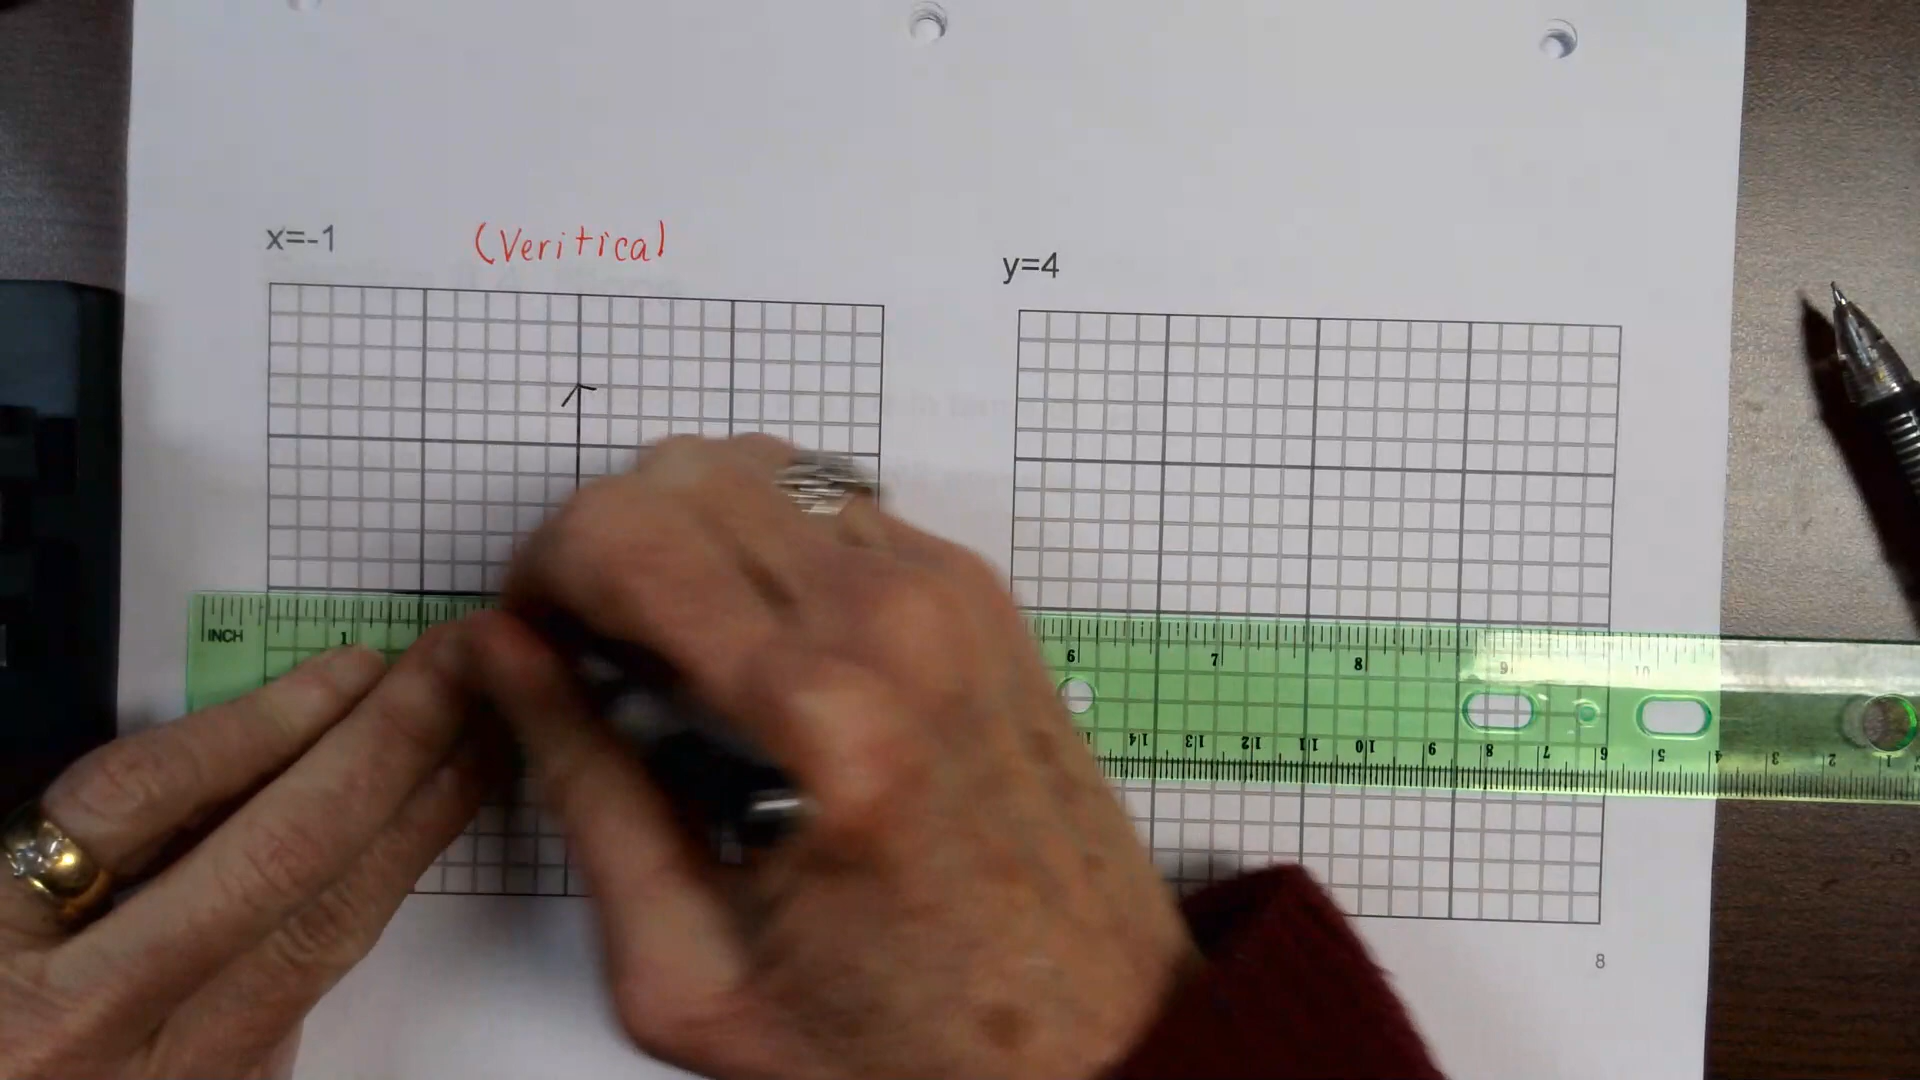 x=-1
(Veritical)
y=4
INCH 1 6 7 8 9 10
14 13 12 11 10 9 8 7 6 5 4 3 2 1
8